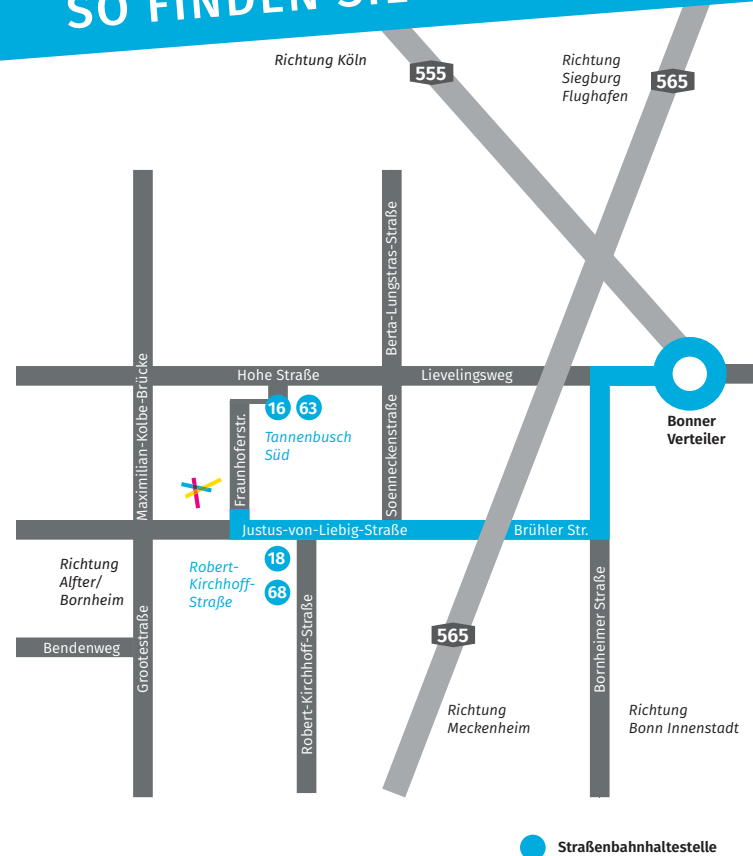 SO FINDEN SIE
Richtung Köln
555
Richtung
Siegburg
Flughafen
565
Berta-Lungstras-Straße
Maximilian-Kolbe-Brücke
Hohe Straße
Lievelingsweg
16
63
Tannenbusch
Süd
Fraunhoferstr.
Soenneckenstraße
Bonner
Verteiler
Justus-von-Liebig-Straße
Brühler Str.
Richtung
Alfter/
Bornheim
Robert-
Kirchhoff-
Straße
18
68
Bendenweg
Grootestraße
Robert-Kirchhoff-Straße
565
Bornheimer Straße
Richtung
Meckenheim
Richtung
Bonn Innenstadt
Straßenbahnhaltestelle